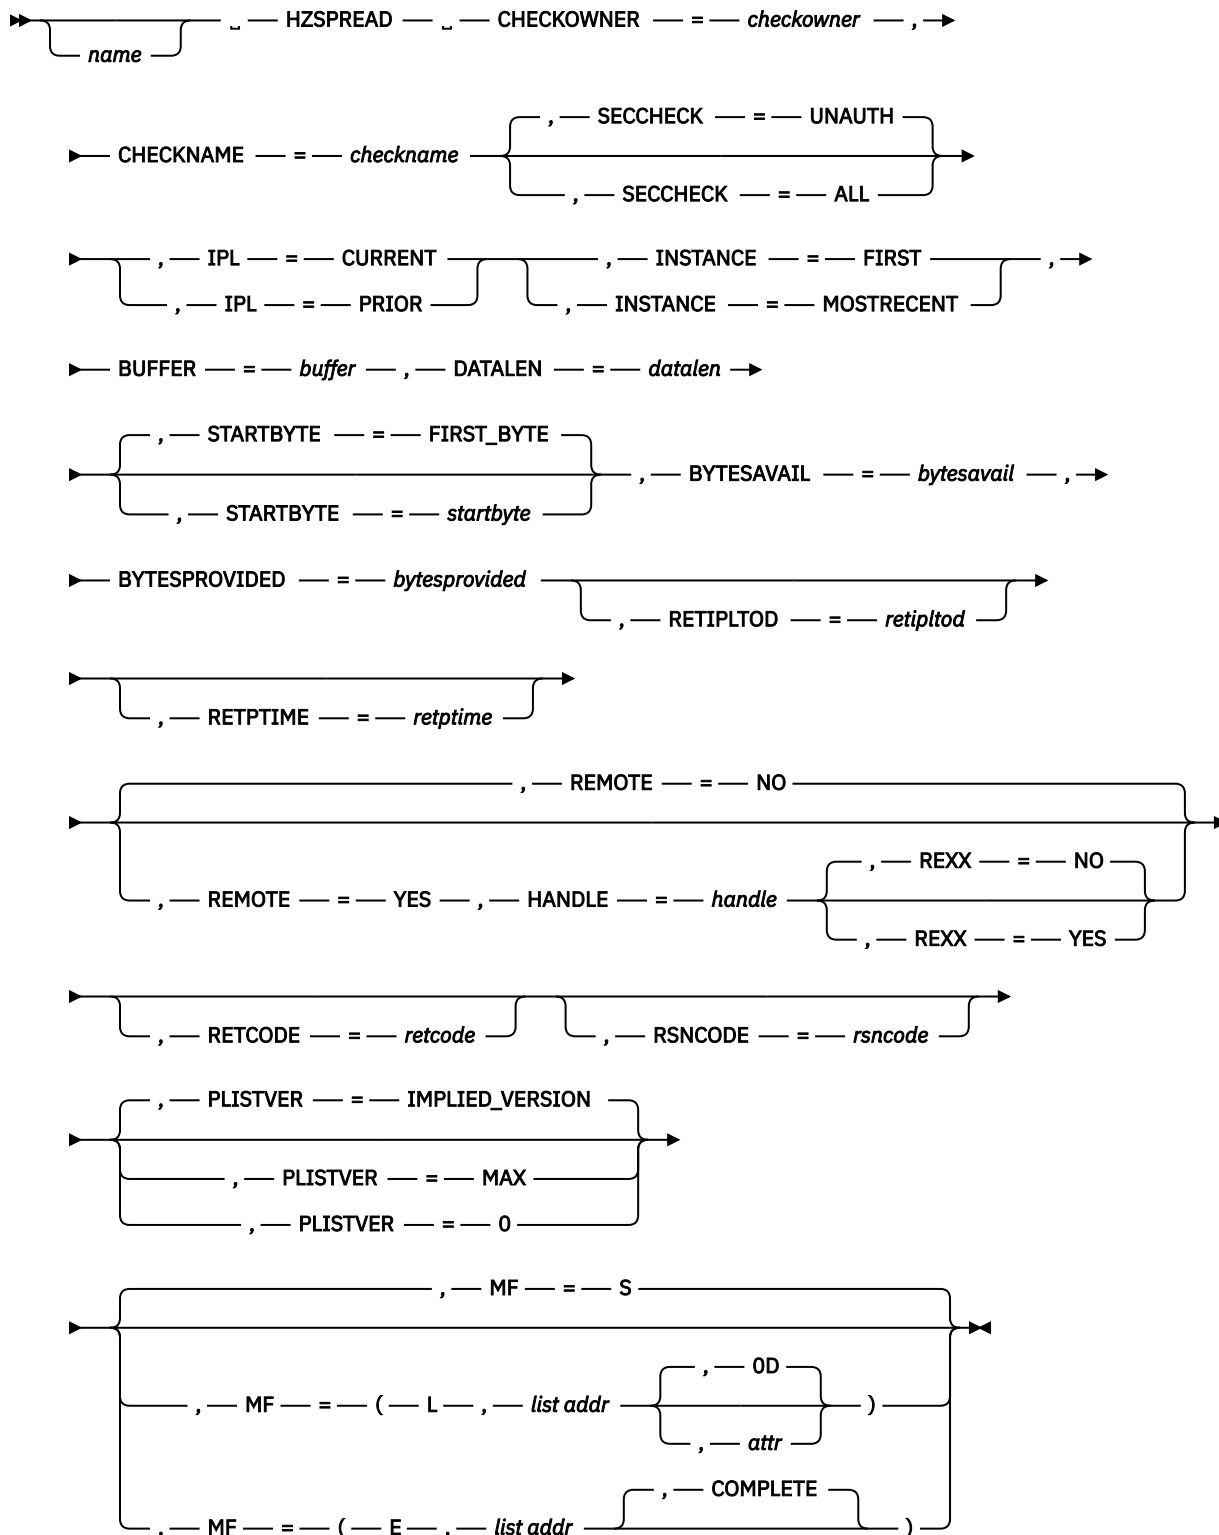 ␣ HZSPREAD ␣ CHECKOWNER = checkowner ,
name
, SECCHECK = UNAUTH
CHECKNAME = checkname
, SECCHECK = ALL
, IPL = CURRENT , INSTANCE = FIRST ,
, IPL = PRIOR , INSTANCE = MOSTRECENT
BUFFER = buffer , DATALEN = datalen
, STARTBYTE = FIRST_BYTE
, BYTESAVAIL = bytesavail ,
, STARTBYTE = startbyte
BYTESPROVIDED = bytesprovided
, RETIPLTOD = retipltod
, RETPTIME = retptime
, REMOTE = NO
, REXX = NO
, REMOTE = YES , HANDLE = handle
, REXX = YES
, RETCODE = retcode , RSNCODE = rsncode
, PLISTVER = IMPLIED_VERSION
, PLISTVER = MAX
, PLISTVER = 0
, MF = S
, 0D
, MF = ( L , list addr )
, attr
, COMPLETE
, MF = ( E , list addr )